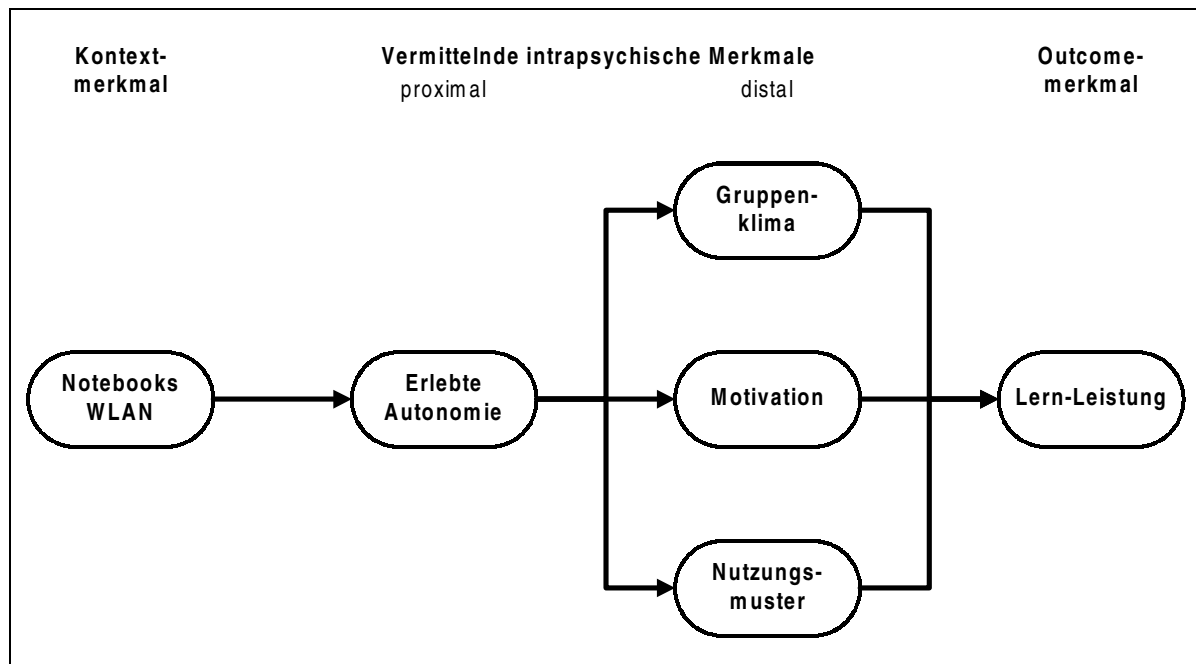 Kontext-
merkmal
Vermittelnde intrapsychische Merkmale
proximal
distal
Outcome-
merkmal
Gruppen-
klima
Notebooks
WLAN
Erlebte
Autonomie
Motivation
Lern-Leistung
Nutzungs-
muster